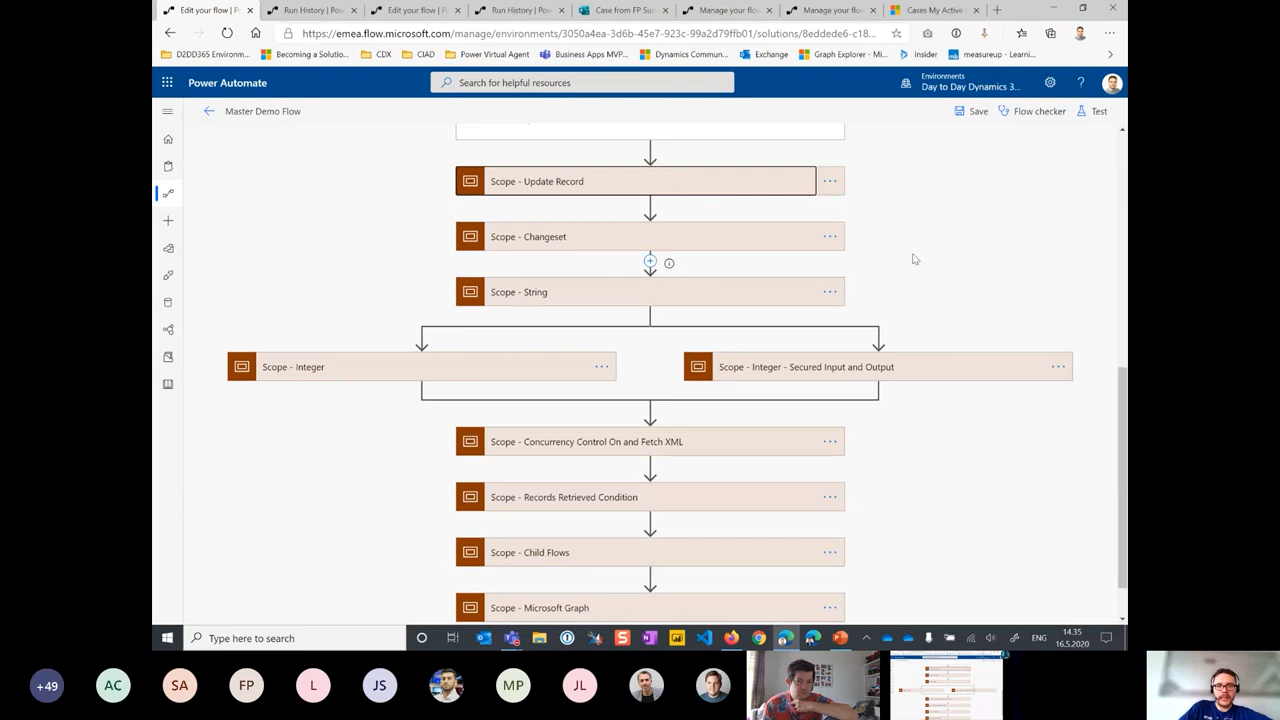 Edit your flow | P
Run History | Pow
Edit your flow | Po
Run History | Pow
Case from FP Sur
Manage your flow
Manage your flow
Cases My Active
https://emea.flow.microsoft.com/manage/environments/3050a4ea-3d6b-45e7-923c-99a2d79ffb01/solutions/8eddede6-c18...
D2DD365 Environm...
Becoming a Solutio...
CDX
CIAD
Power Virtual Agent
Business Apps MVP...
Dynamics Commun...
Exchange
Graph Explorer - Mi...
Insider
measureup - Learni...
Power Automate
Search for helpful resources
Environments
Day to Day Dynamics 3...
Master Demo Flow
Save
Flow checker
Test
Scope - Update Record
Scope - Changeset
Scope - String
Scope - Integer
Scope - Integer - Secured Input and Output
Scope - Concurrency Control On and Fetch XML
Scope - Records Retrieved Condition
Scope - Child Flows
Scope - Microsoft Graph
Type here to search
ENG
14.35
16.5.2020
+49
AC
SA
L
JS
JL